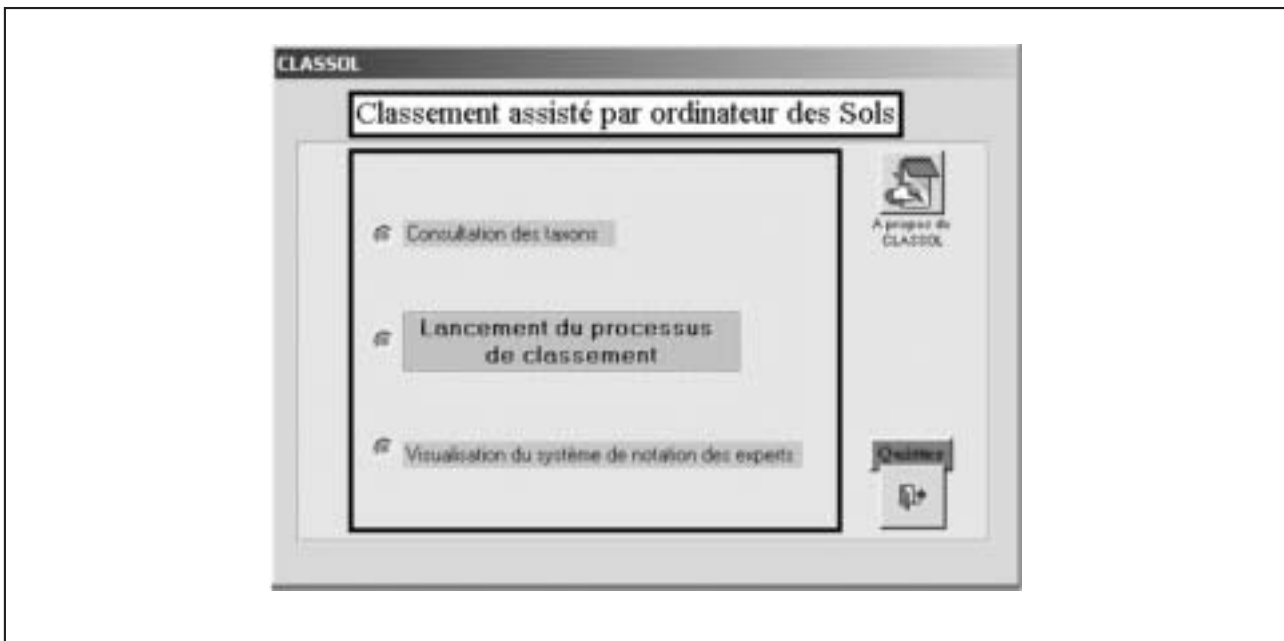 CLASSOL
Classement assisté par ordinateur des Sols
Consultation des taxons
Lancement du processus
de classement
Visualisation du système de notation des experts
A propos de
CLASSOL
Quitter